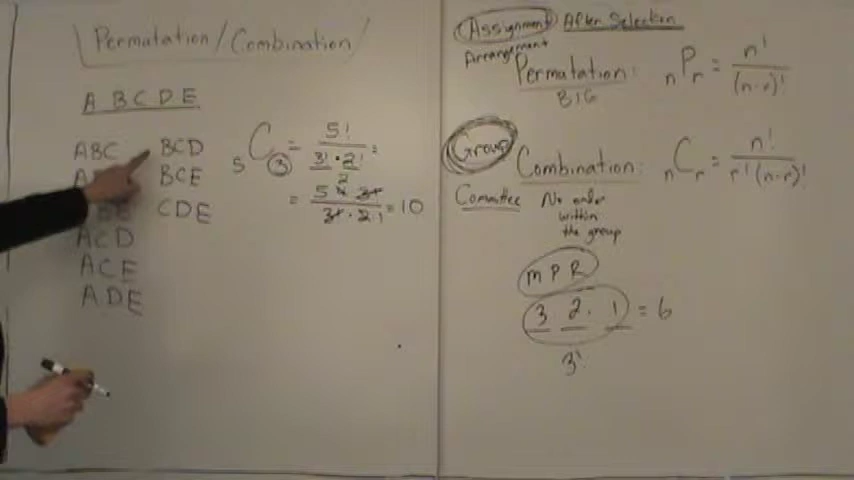 Permutation/Combination
A B C D E
ABC BCD
BCE
CDE
ACD
ACE
ADE
5C3 = 5! / 3! · 2! =
2
= 5 4 3! / 3! · 2.1 = 10
Assignment After Selection
Arrangement
Permutation: nPr = n! / (n-r)!
BIG
Group
Combination: nCr = n! / r! (n-r)!
Committee No order
within
the group
M P R
3 2. 1 = 6
3!